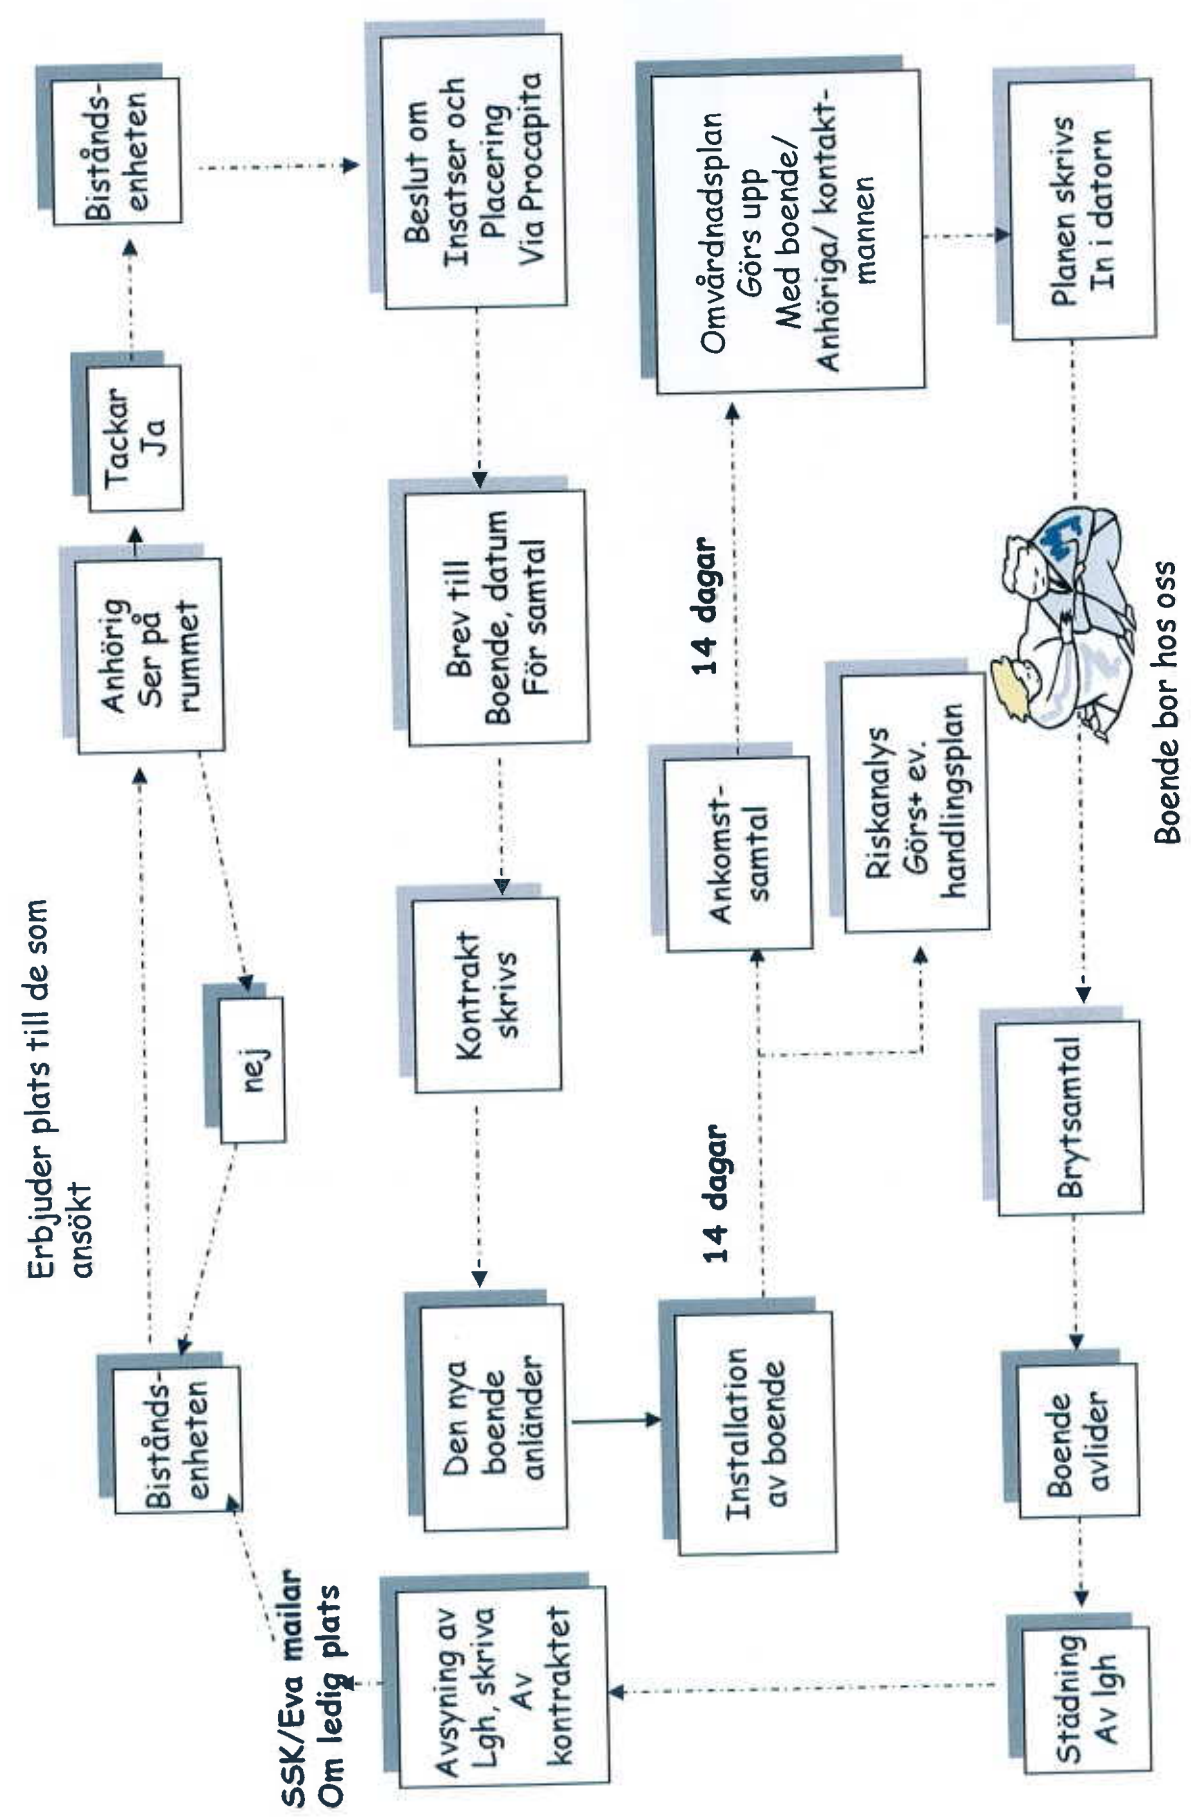 SSK/Eva mailar
Om ledig plats
Bistånds-
enheten
Erbjuder plats till de som
ansökt
nej
Anhörig
Ser på
rummet
Tackar
Ja
Bistånds-
enheten
Beslut om
Insatser och
Placering
Via Procapita
Brev till
Boende, datum
För samtal
Kontrakt
skrivs
Den nya
boende
anländer
Installation
av boende
14 dagar
Ankomst-
samtal
Riskanalys
Görs+ ev.
handlingsplan
14 dagar
Omvårdnadsplan
Görs upp
Med boende/
Anhöriga/ kontakt-
mannen
Planen skrivs
In i datorn
Boende bor hos oss
Brytsamtal
Boende
avlider
Städning
Av lgh
Avsyning av
Lgh, skriva
Av
kontraktet